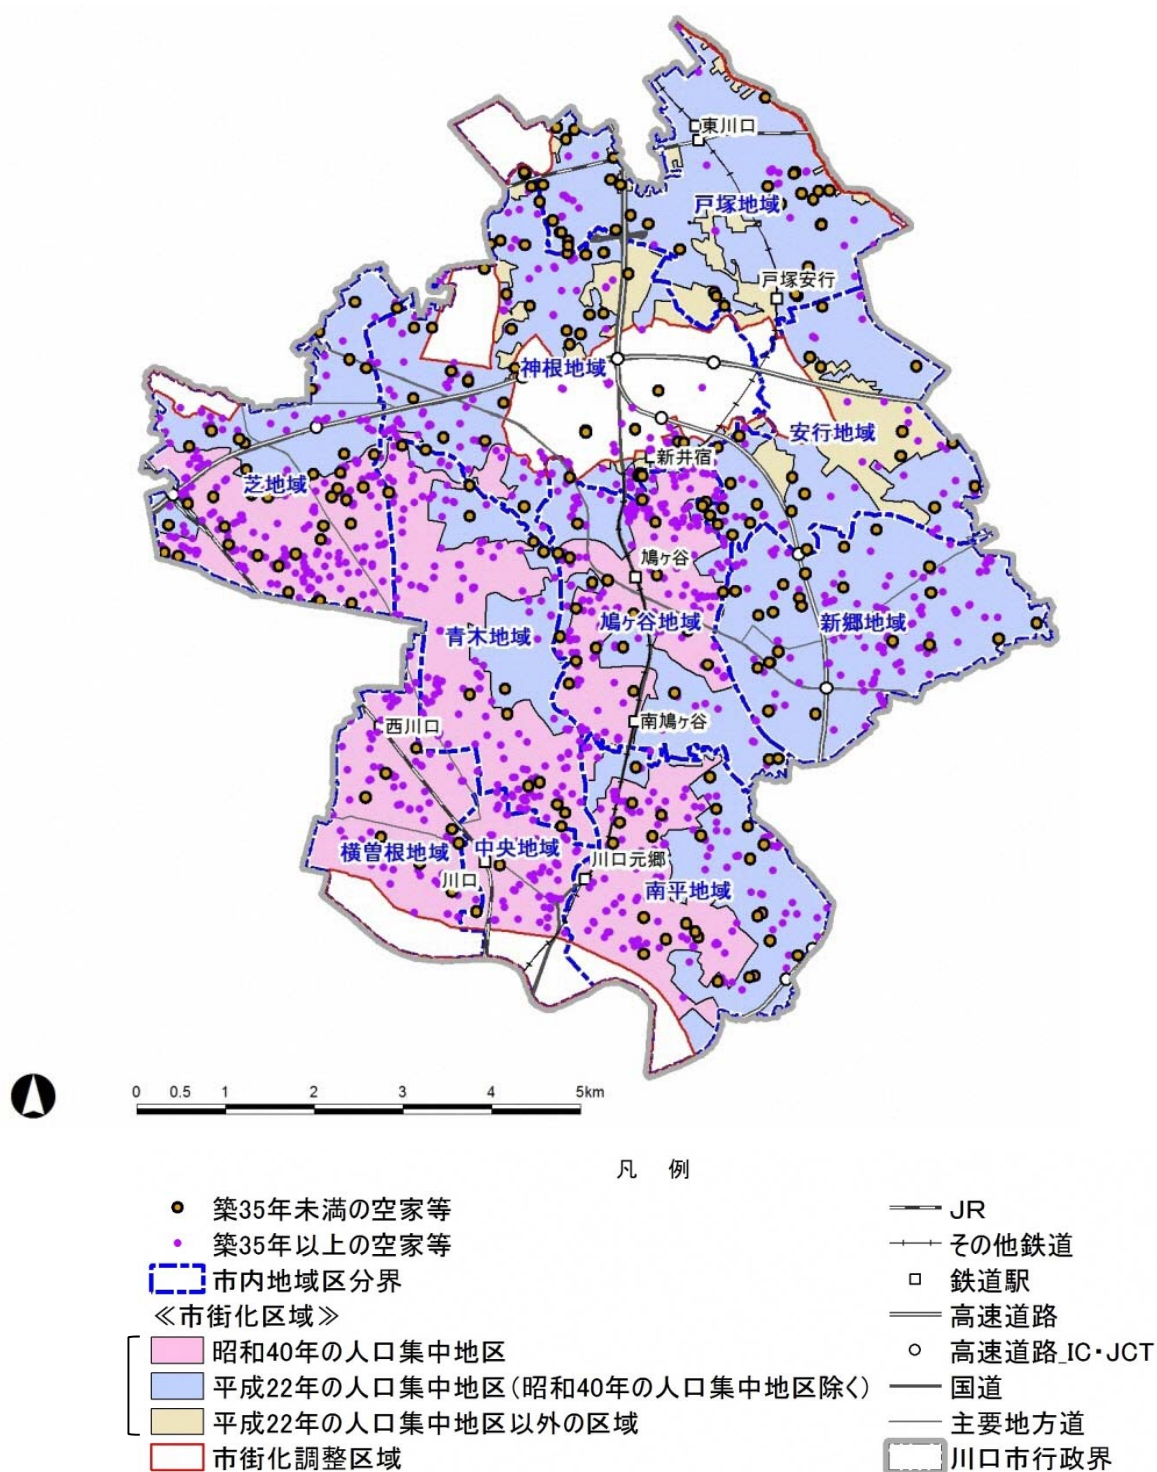 東川口
戸塚地域
戸塚安行
神根地域
安行地域
新井宿
芝地域
鳩ヶ谷
青木地域
鳩ヶ谷地域
新郷地域
西川口
南鳩ヶ谷
横曽根地域
中央地域
川口元郷
川口
南平地域
0 0.5 1 2 3 4 5km
凡 例
築35年未満の空家等
築35年以上の空家等
市内地域区分界
≪市街化区域≫
昭和40年の人口集中地区
平成22年の人口集中地区(昭和40年の人口集中地区除く)
平成22年の人口集中地区以外の区域
市街化調整区域
JR
その他鉄道
鉄道駅
高速道路
高速道路_IC・JCT
国道
主要地方道
川口市行政界